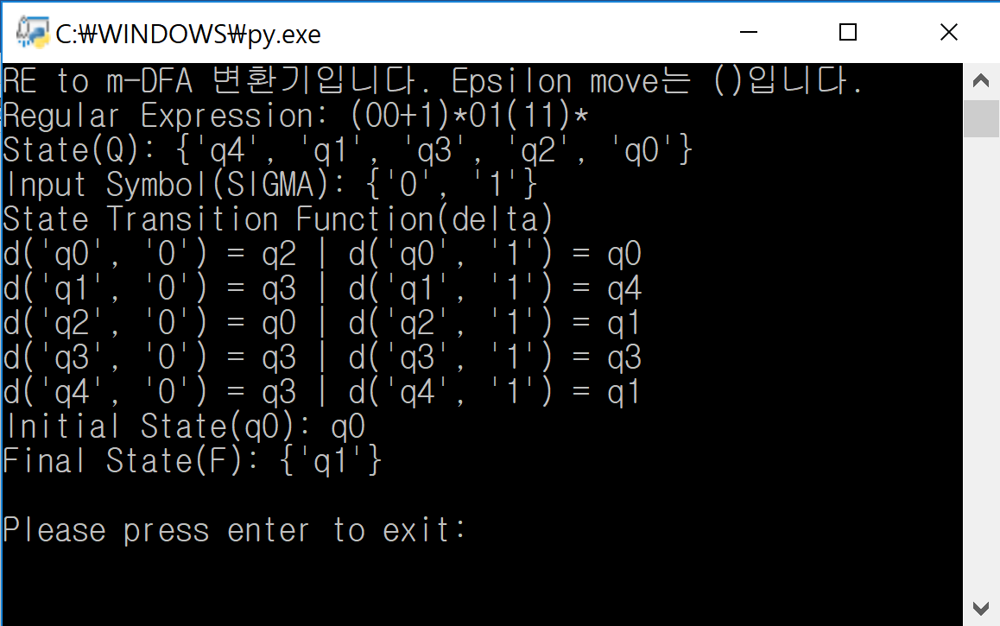 C:₩WINDOWS₩py.exe
RE to m-DFA 변환기입니다. Epsilon move는 ()입니다.
Regular Expression: (00+1)*01(11)*
State(Q): {'q4', 'q1', 'q3', 'q2', 'q0'}
Input Symbol(SIGMA): {'0', '1'}
State Transition Function(delta)
d('q0', '0') = q2 | d('q0', '1') = q0
d('q1', '0') = q3 | d('q1', '1') = q4
d('q2', '0') = q0 | d('q2', '1') = q1
d('q3', '0') = q3 | d('q3', '1') = q3
d('q4', '0') = q3 | d('q4', '1') = q1
Initial State(q0): q0
Final State(F): {'q1'}
Please press enter to exit: